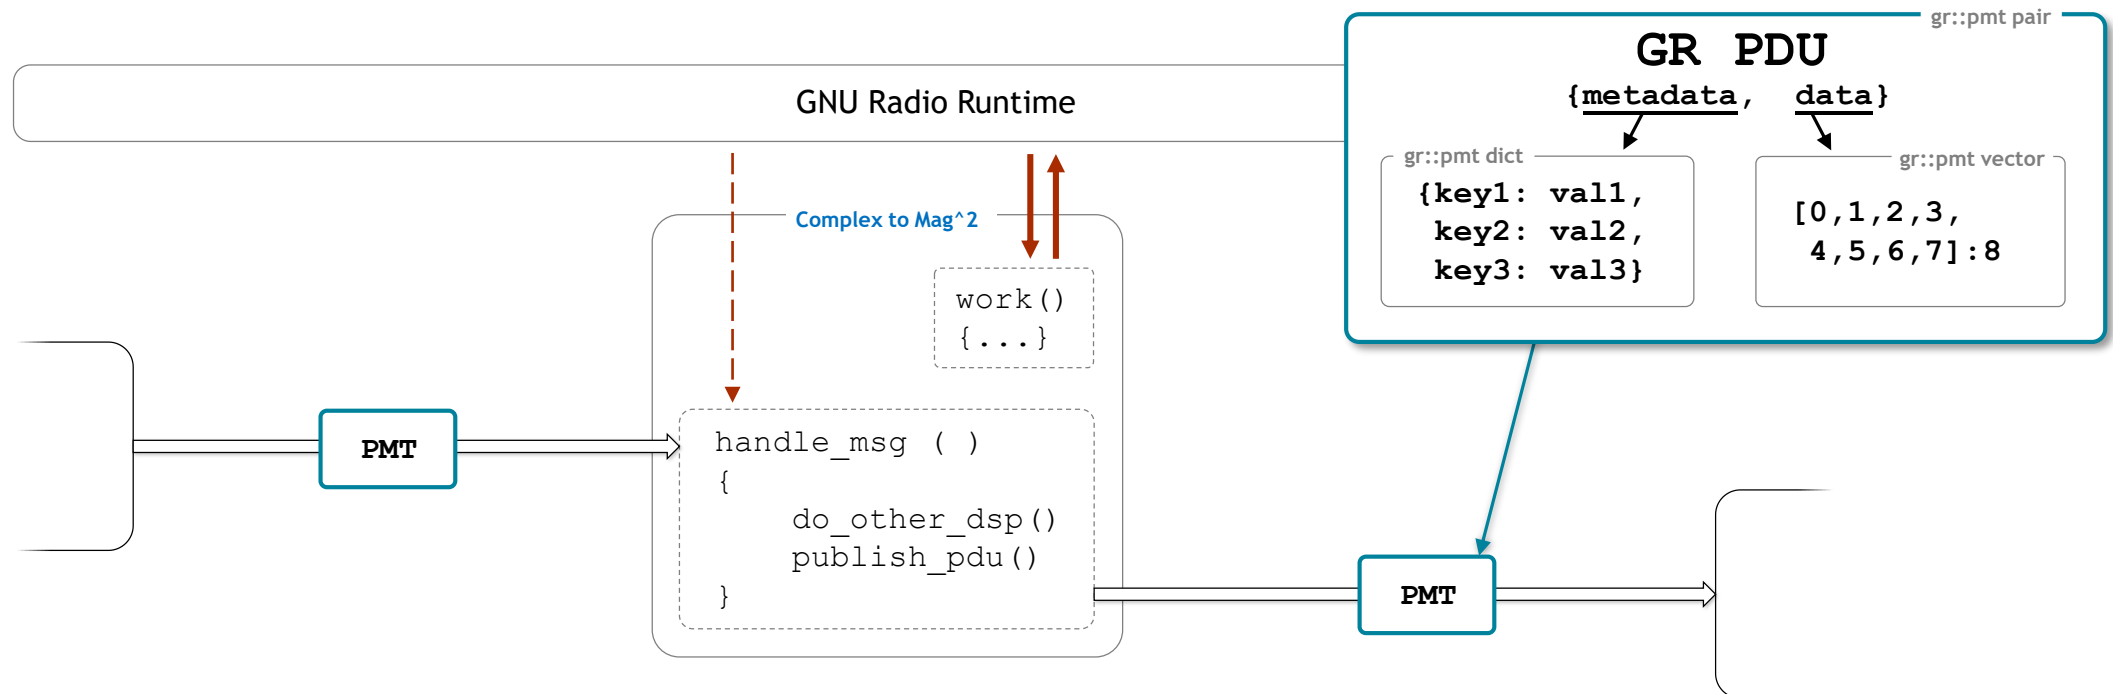 gr::pmt pair
GR PDU
{metadata, data}
GNU Radio Runtime
gr::pmt dict
{key1: val1,
key2: val2,
key3: val3}
gr::pmt vector
[0,1,2,3,
4,5,6,7]:8
Complex to Mag^2
work()
{...}
PMT
handle_msg ( )
{
do_other_dsp()
publish_pdu()
}
PMT